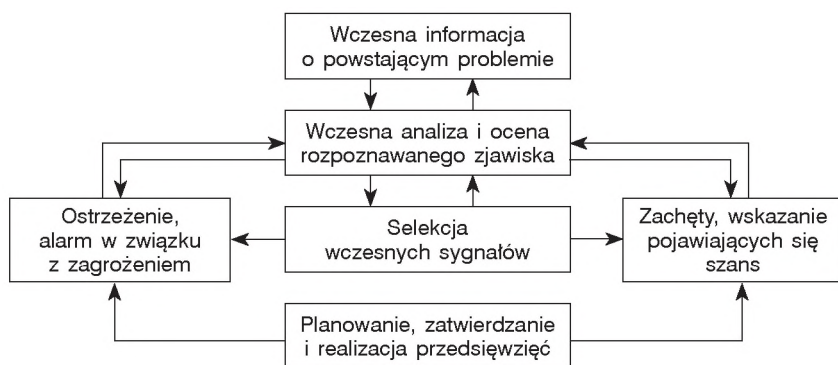 Wczesna informacja
o powstającym problemie
Wczesna analiza i ocena
rozpoznawanego zjawiska
Ostrzeżenie,
alarm w związku
z zagrożeniem
Selekcja
wczesnych sygnałów
Zachęty, wskazanie
pojawiających się
szans
Planowanie, zatwierdzanie
i realizacja przedsięwzięć